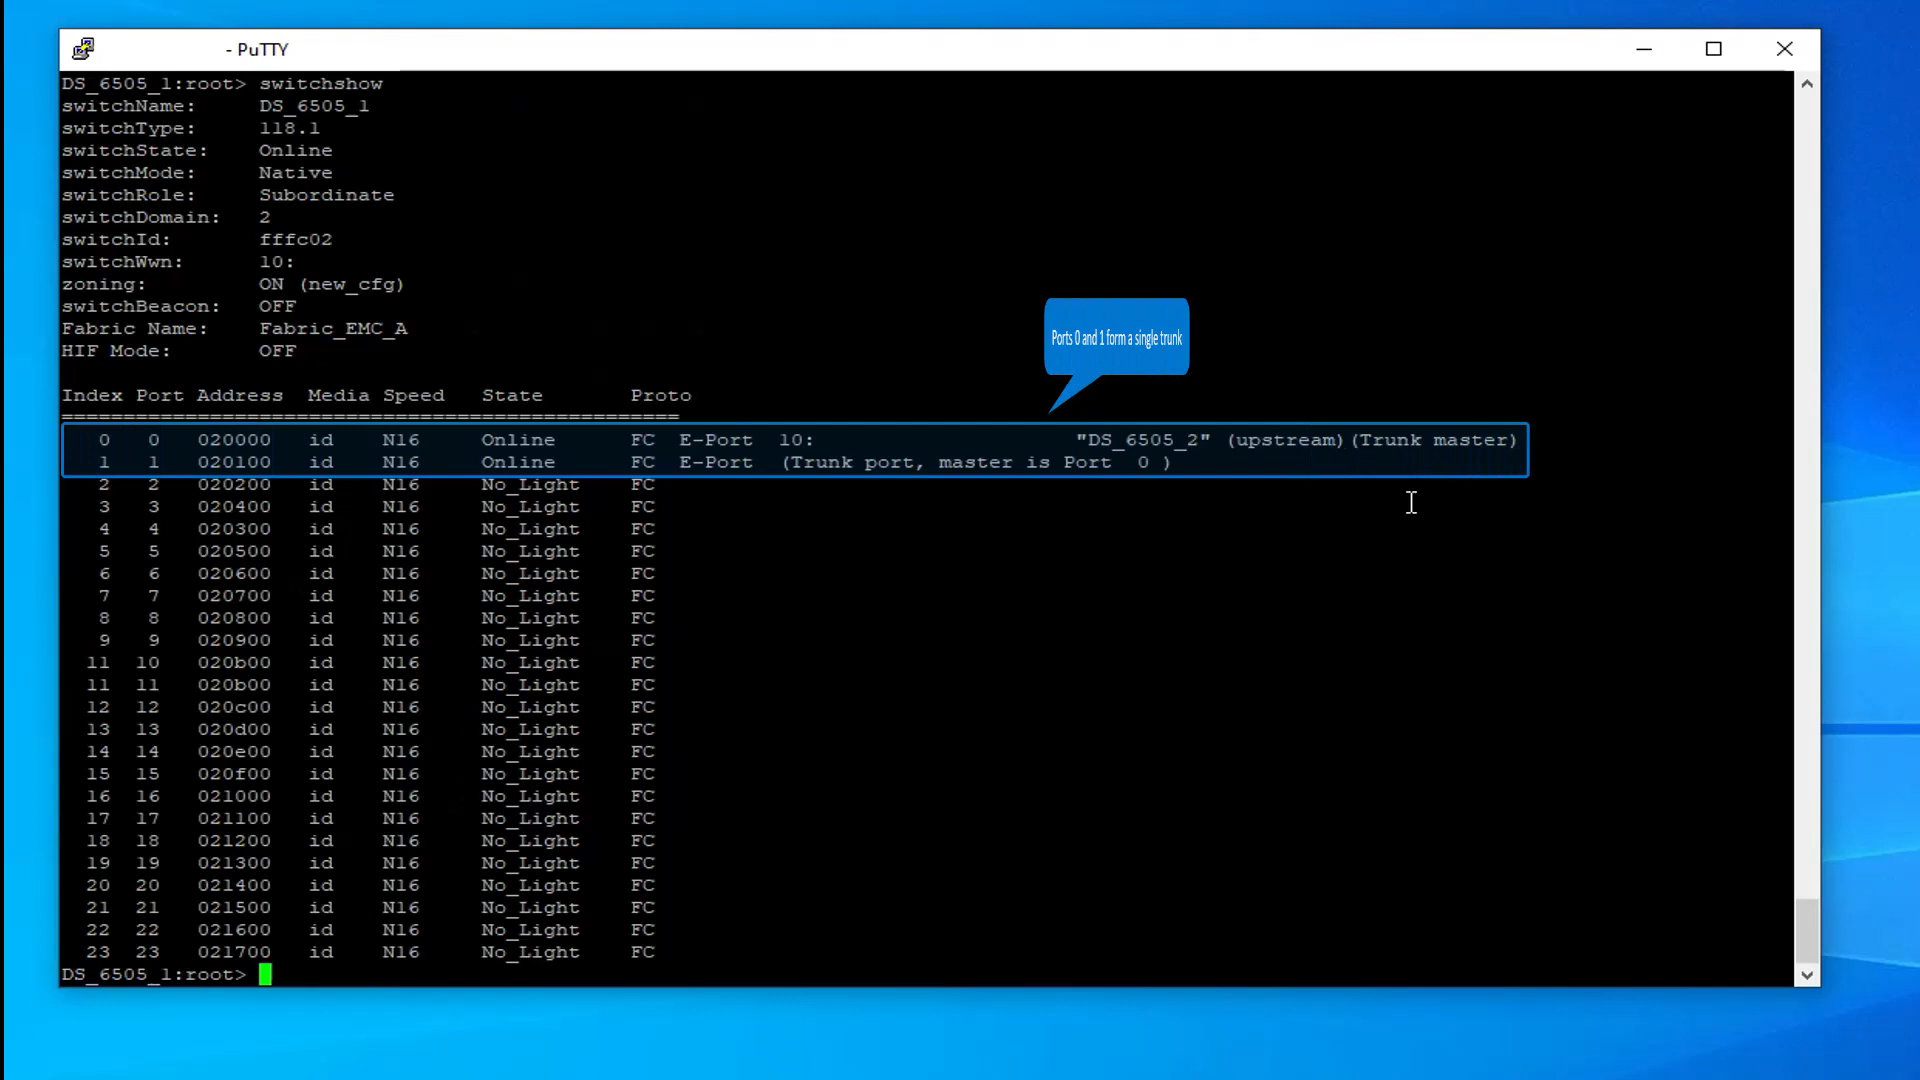 - PuTTY
DS_6505_1:root> switchshow
switchName: DS_6505_1
switchType: 118.1
switchState: Online
switchMode: Native
switchRole: Subordinate
switchDomain: 2
switchId: fffc02
switchWwn: 10:
zoning: ON (new_cfg)
switchBeacon: OFF
Fabric Name: Fabric_EMC_A
HIF Mode: OFF
Ports 0 and 1 form a single trunk
Index Port Address Media Speed State Proto
==================================================
0 0 020000 id N16 Online FC E-Port 10: "DS_6505_2" (upstream)(Trunk master)
1 1 020100 id N16 Online FC E-Port (Trunk port, master is Port 0 )
2 2 020200 id N16 No_Light FC
3 3 020400 id N16 No_Light FC
4 4 020300 id N16 No_Light FC
5 5 020500 id N16 No_Light FC
6 6 020600 id N16 No_Light FC
7 7 020700 id N16 No_Light FC
8 8 020800 id N16 No_Light FC
9 9 020900 id N16 No_Light FC
11 10 020b00 id N16 No_Light FC
11 11 020b00 id N16 No_Light FC
12 12 020c00 id N16 No_Light FC
13 13 020d00 id N16 No_Light FC
14 14 020e00 id N16 No_Light FC
15 15 020f00 id N16 No_Light FC
16 16 021000 id N16 No_Light FC
17 17 021100 id N16 No_Light FC
18 18 021200 id N16 No_Light FC
19 19 021300 id N16 No_Light FC
20 20 021400 id N16 No_Light FC
21 21 021500 id N16 No_Light FC
22 22 021600 id N16 No_Light FC
23 23 021700 id N16 No_Light FC
DS_6505_1:root>